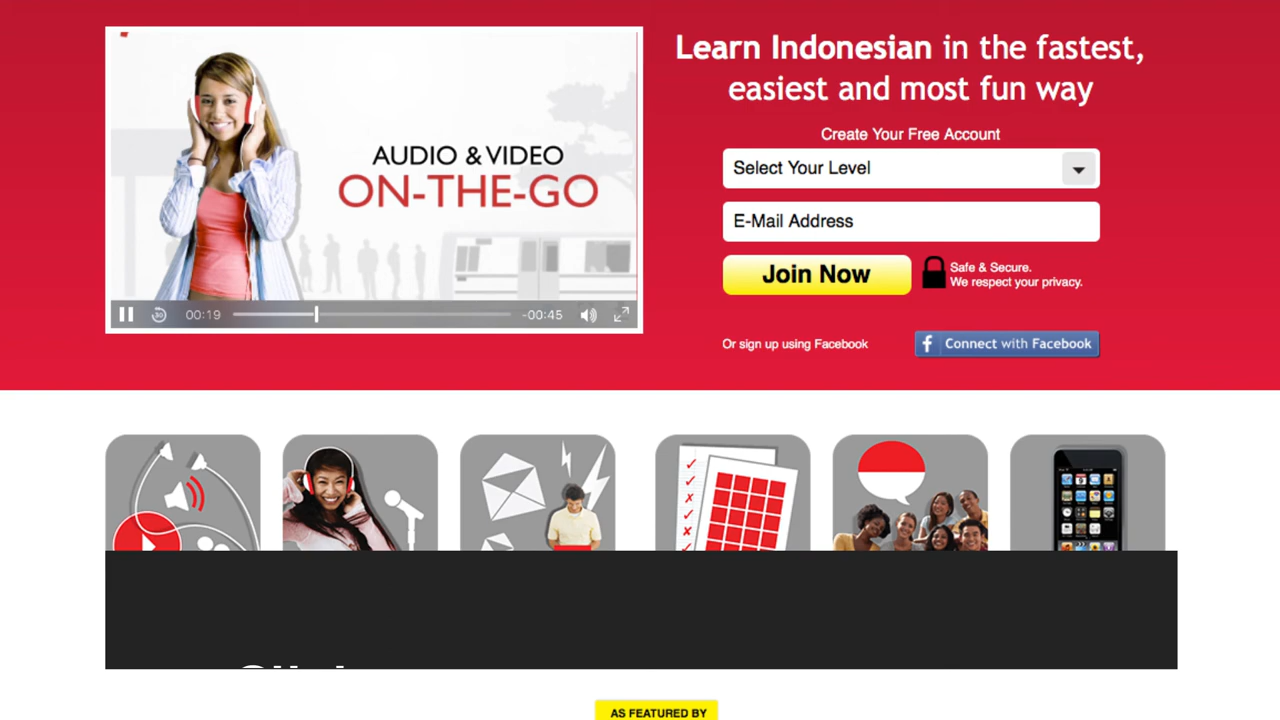 AUDIO & VIDEO
ON-THE-GO
00:19
-00:45
Learn Indonesian in the fastest,
easiest and most fun way
Create Your Free Account
Select Your Level
E-Mail Address
Join Now
Safe & Secure.
We respect your privacy.
Or sign up using Facebook
f Connect with Facebook
AS FEATURED BY